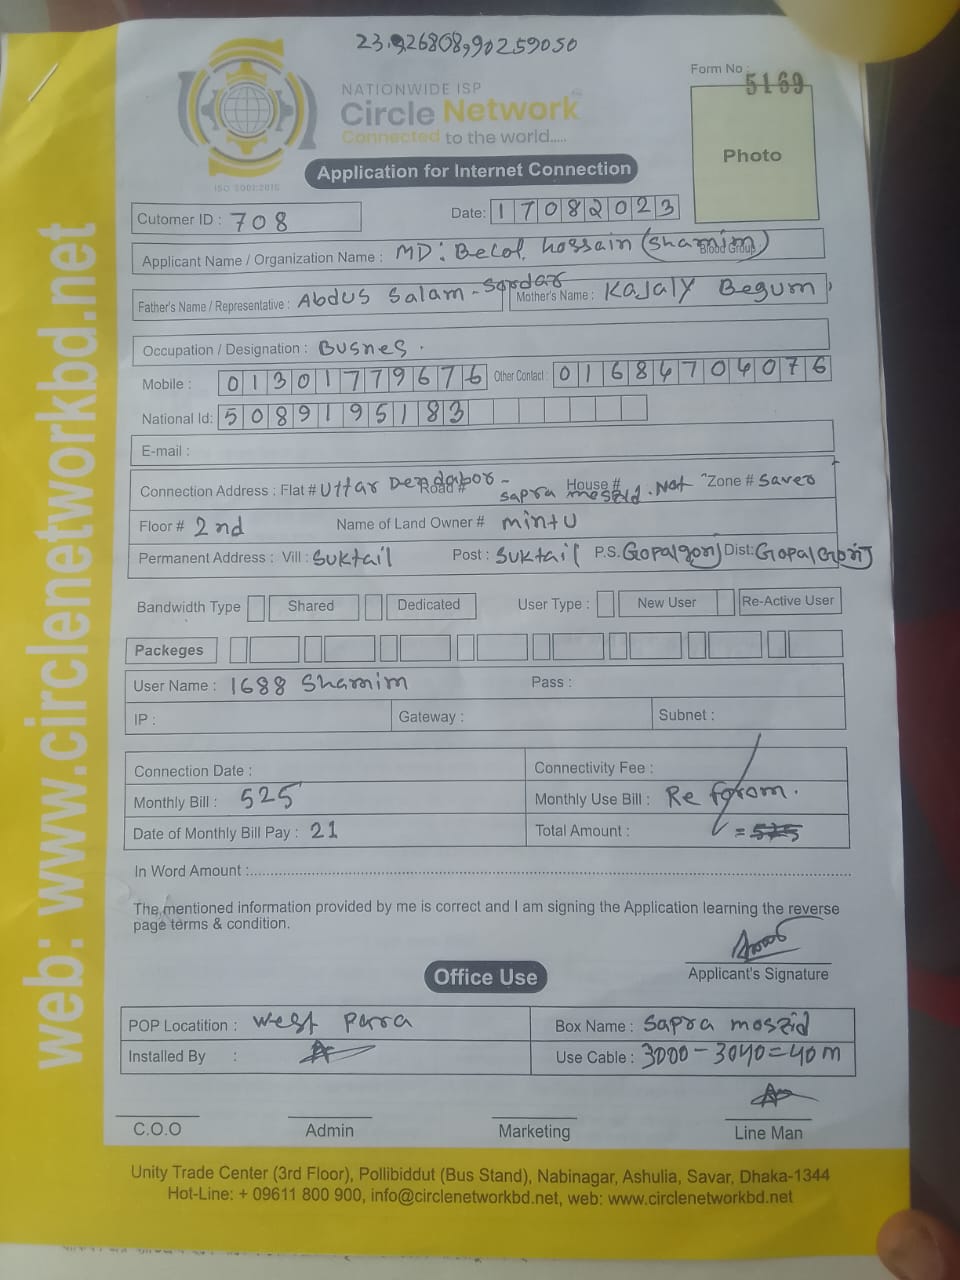 23.926808,90259050
Form No : 5169
NATIONWIDE ISP
Circle Network
Connected to the world.....
ISO 9001:2015
Photo
Application for Internet Connection
Cutomer ID : 708
Date: 17082023
Applicant Name / Organization Name : MD: Belal Hossain (Shamim) Blood Group :
Father's Name / Representative : Abdus Salam - Sardar Mother's Name : Kajaly Begum
Occupation / Designation : Busnes .
Mobile : 01301779676 Other Contact : 01684704076
National Id: 5089195183
E-mail :
Connection Address : Flat # Uttar Dendabor - Road # Sapra moszid. House # Not Zone # Saver
Floor # 2nd Name of Land Owner # mintu
Permanent Address : Vill : Suktail Post : Suktail P.S. Gopalgonj Dist: Gopalgonj
Bandwidth Type Shared Dedicated User Type : New User Re-Active User
Packeges
User Name : 1688 Shamim Pass :
IP : Gateway : Subnet :
Connection Date : Connectivity Fee :
Monthly Bill : 525 Monthly Use Bill : Re from.
Date of Monthly Bill Pay : 21 Total Amount : = 575
In Word Amount :
The mentioned information provided by me is correct and I am signing the Application learning the reverse
page terms & condition.
Applicant's Signature
Office Use
POP Locatition : West Para Box Name : Sapra moszid
Installed By : Use Cable : 3000 - 3040 = 40 m
C.O.O Admin Marketing Line Man
Unity Trade Center (3rd Floor), Pollibiddut (Bus Stand), Nabinagar, Ashulia, Savar, Dhaka-1344
Hot-Line: + 09611 800 900, info@circlenetworkbd.net, web: www.circlenetworkbd.net
web: www.circlenetworkbd.net